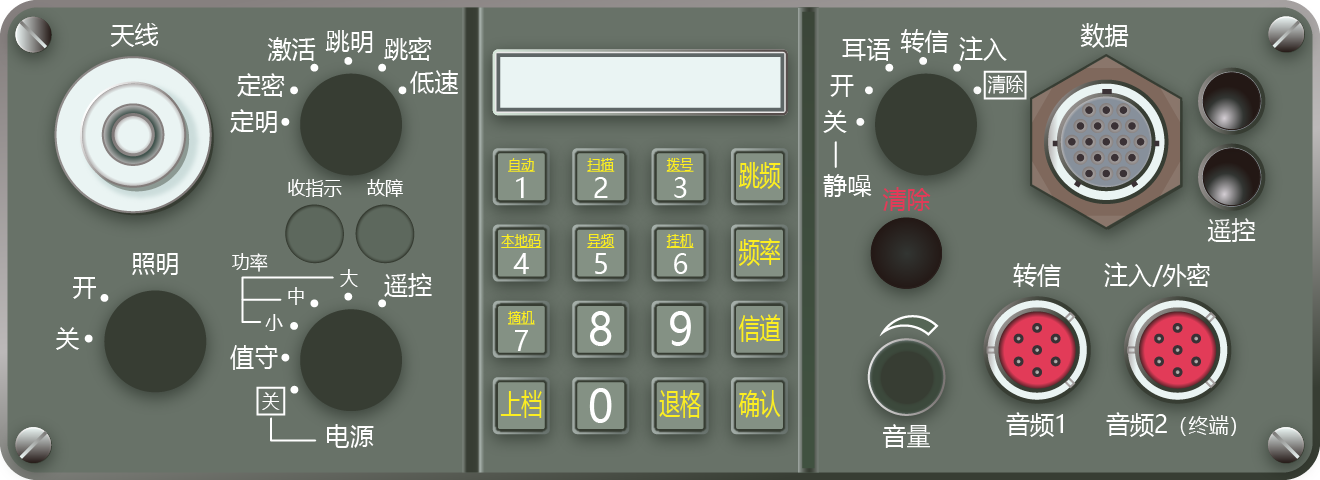 天线
激活 跳明 跳密
定密 低速
定明
收指示 故障
照明
开
关
功率
大
中
小
遥控
值守
关
电源
自动 1
扫描 2
拨号 3
跳频
本地码 4
异频 5
挂机 6
频率
摘机 7
8
9
信道
上档
0
退格
确认
耳语 转信 注入
开 清除
关
静噪
清除
音量
数据
遥控
转信
注入/外密
音频1
音频2（终端）